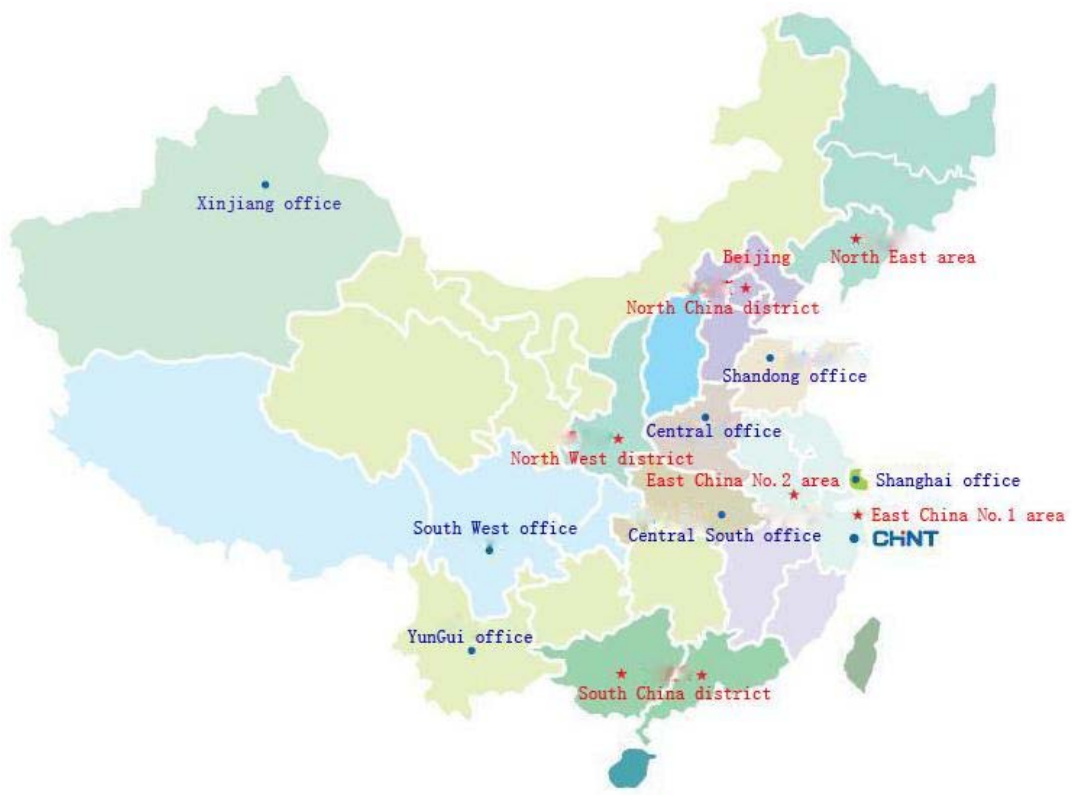 Xinjiang office
Beijing
North East area
North China district
Shandong office
Central office
North West district
East China No.2 area
Shanghai office
East China No.1 area
South West office
Central South office
CHiNT
YunGui office
South China district